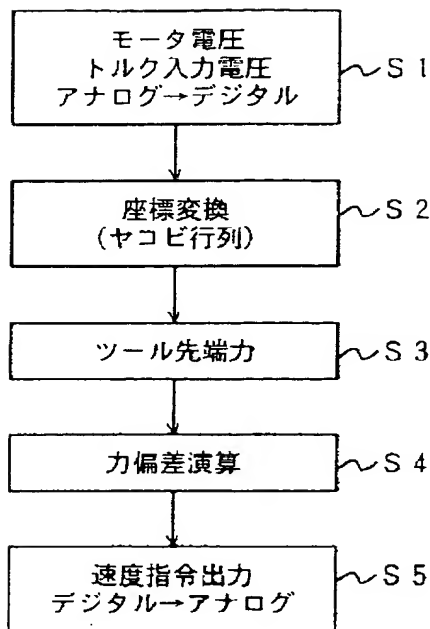 モータ電圧
トルク入力電圧
アナログ→デジタル
S1
座標変換
(ヤコビ行列)
S2
ツール先端力
S3
力偏差演算
S4
速度指令出力
デジタル→アナログ
S5